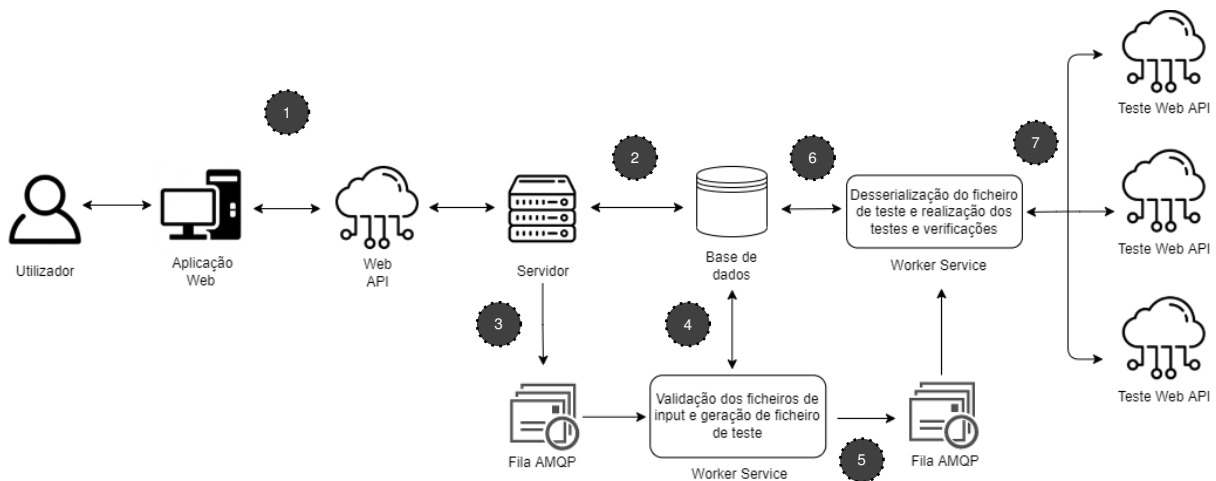 1
2
3
4
5
6
7
Utilizador
Aplicação
Web
Web
API
Servidor
Base de
dados
Desserialização do ficheiro
de teste e realização dos
testes e verificações
Worker Service
Teste Web API
Teste Web API
Teste Web API
Fila AMQP
Validação dos ficheiros de
input e geração de ficheiro
de teste
Worker Service
Fila AMQP